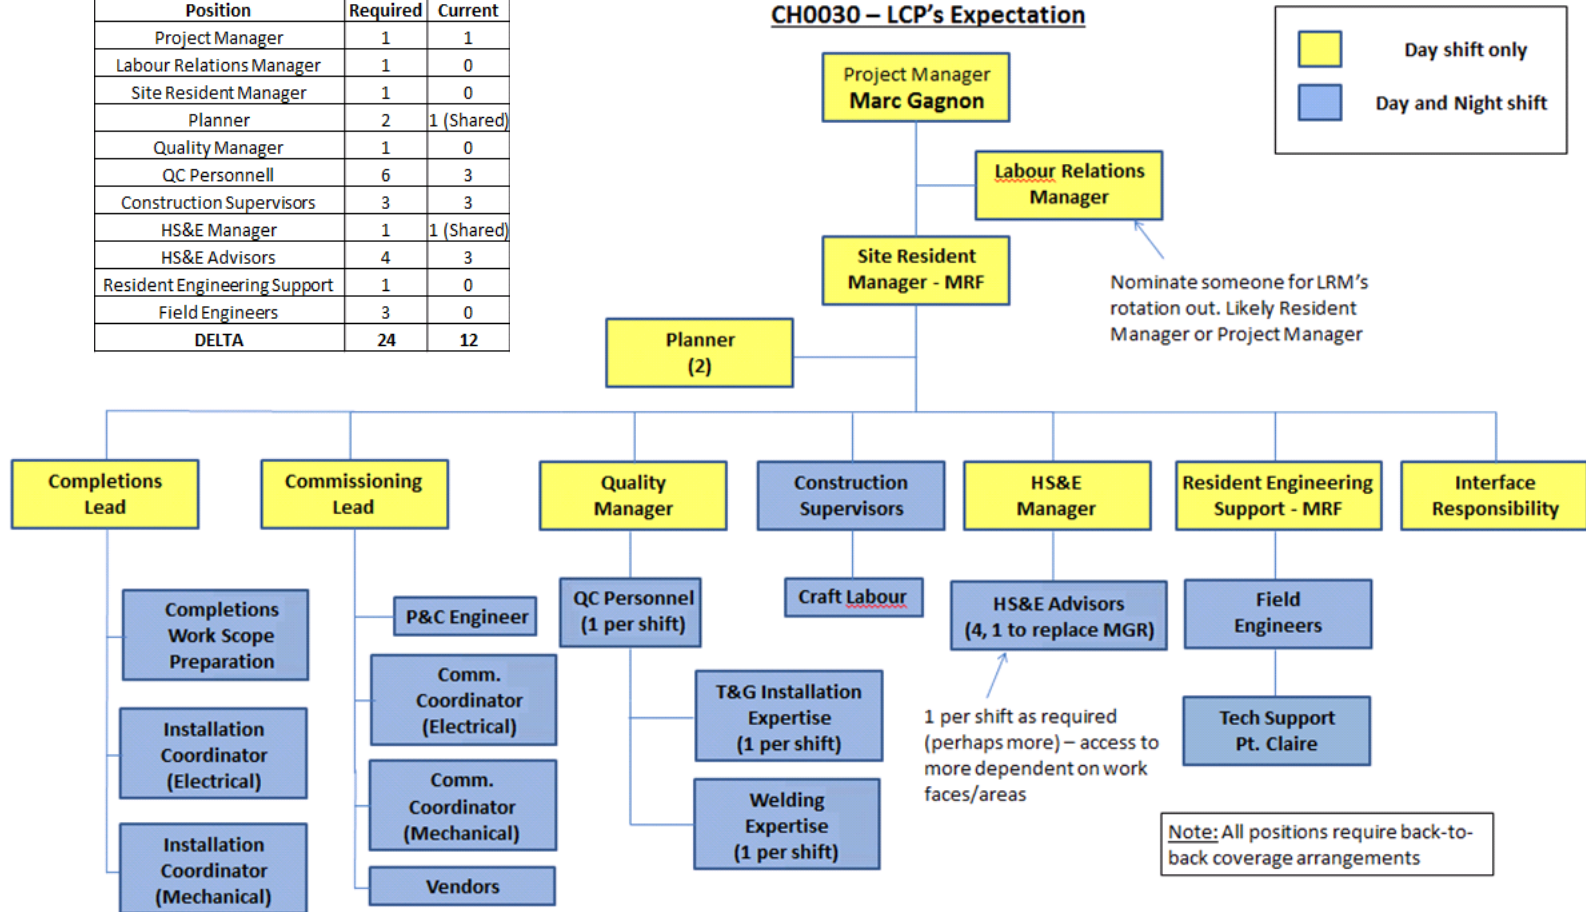 Position Required Current
Project Manager 1 1
Labour Relations Manager 1 0
Site Resident Manager 1 0
Planner 2 1 (Shared)
Quality Manager 1 0
QC Personnell 6 3
Construction Supervisors 3 3
HS&E Manager 1 1 (Shared)
HS&E Advisors 4 3
Resident Engineering Support 1 0
Field Engineers 3 0
DELTA 24 12
CH0030 – LCP’s Expectation
Day shift only
Day and Night shift
Project Manager
Marc Gagnon
Labour Relations
Manager
Site Resident
Manager - MRF
Nominate someone for LRM’s
rotation out. Likely Resident
Manager or Project Manager
Planner
(2)
Completions
Lead
Commissioning
Lead
Quality
Manager
Construction
Supervisors
HS&E
Manager
Resident Engineering
Support - MRF
Interface
Responsibility
Completions
Work Scope
Preparation
Installation
Coordinator
(Electrical)
Installation
Coordinator
(Mechanical)
P&C Engineer
Comm.
Coordinator
(Electrical)
Comm.
Coordinator
(Mechanical)
Vendors
QC Personnel
(1 per shift)
T&G Installation
Expertise
(1 per shift)
Welding
Expertise
(1 per shift)
Craft Labour
HS&E Advisors
(4, 1 to replace MGR)
1 per shift as required
(perhaps more) – access to
more dependent on work
faces/areas
Field
Engineers
Tech Support
Pt. Claire
Note: All positions require back-to-
back coverage arrangements